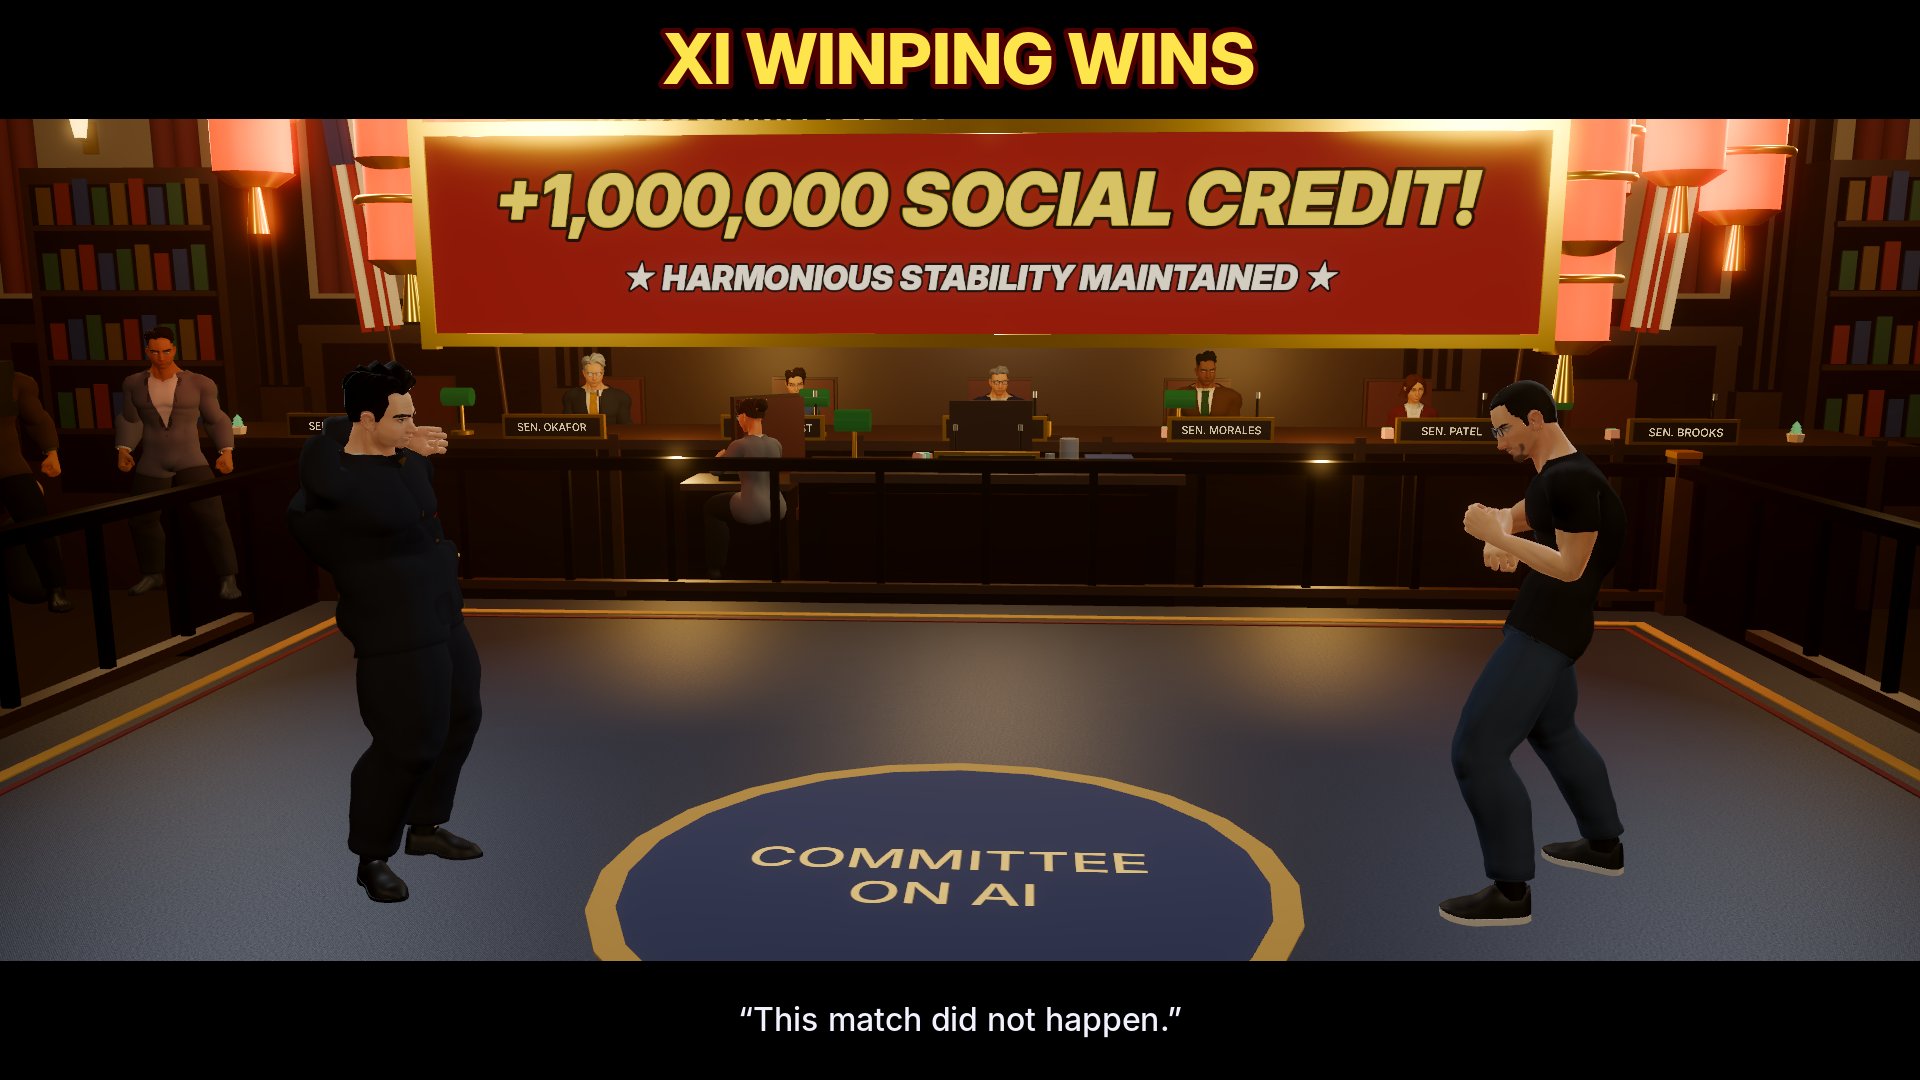 XI WINPING WINS
+1,000,000 SOCIAL CREDIT!
★ HARMONIOUS STABILITY MAINTAINED ★
SEN. OKAFOR
SEN. MORALES
SEN. PATEL
SEN. BROOKS
COMMITTEE
ON AI
“This match did not happen.”